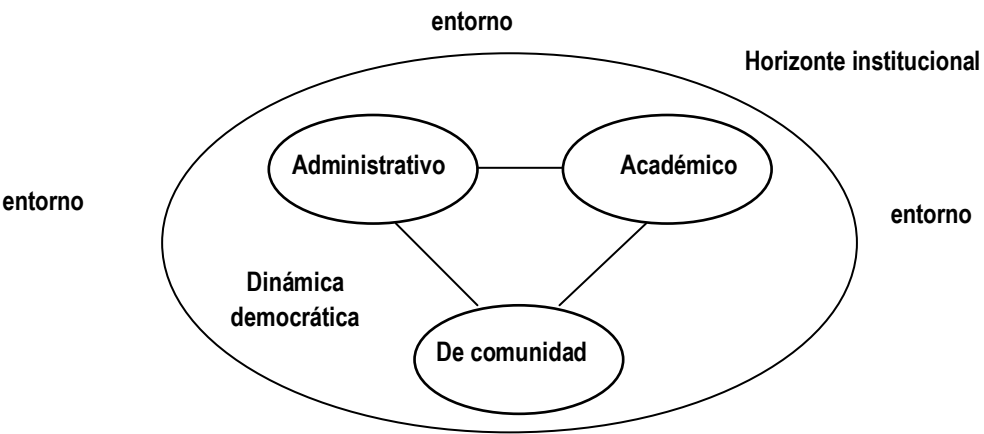 entorno
Horizonte institucional
Administrativo
Académico
entorno
entorno
Dinámica
democrática
De comunidad